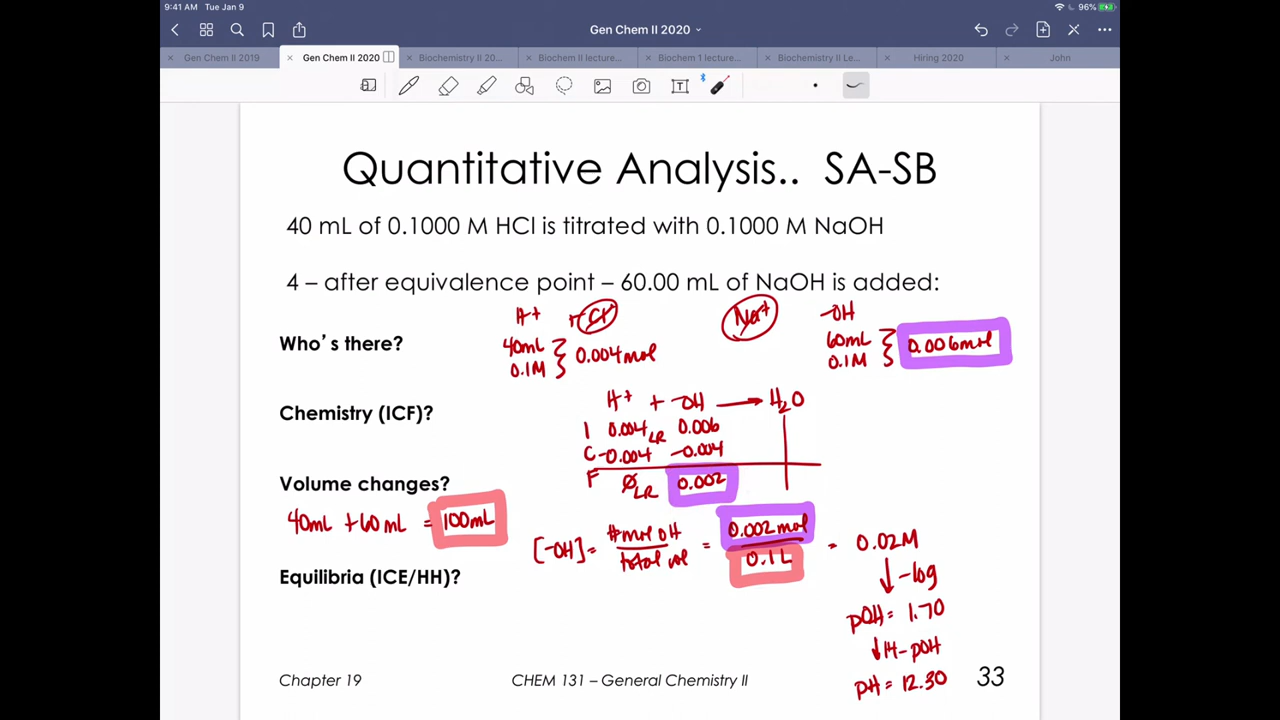 9:41 AM Tue Jan 9
96%
Gen Chem II 2020
Gen Chem II 2019
Gen Chem II 2020
Biochemistry II 20...
Biochem II lecture...
Biochem 1 lecture...
Biochemistry II Le...
Hiring 2020
John
Quantitative Analysis.. SA-SB
40 mL of 0.1000 M HCl is titrated with 0.1000 M NaOH
4 – after equivalence point – 60.00 mL of NaOH is added:
H+ Cl- Na+ -OH
Who's there?
40mL
0.1M } 0.004mol
60mL
0.1M } 0.006mol
Chemistry (ICF)?
H+ + -OH → H2O
I 0.004 LR 0.006
C -0.004 -0.004
F Ø LR 0.002
Volume changes?
40mL + 60mL = 100mL
[-OH] = # mol OH / total vol = 0.002 mol / 0.1L = 0.02M
Equilibria (ICE/HH)?
↓ -log
pOH = 1.70
↓ 14 - pOH
pH = 12.30
Chapter 19
CHEM 131 – General Chemistry II
33